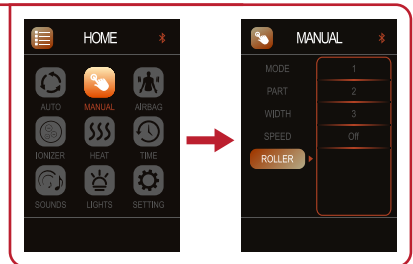 HOME
AUTO MANUAL AIRBAG
IONIZER HEAT TIME
SOUNDS LIGHTS SETTING
MANUAL
MODE 1
PART 2
WIDTH 3
SPEED Off
ROLLER